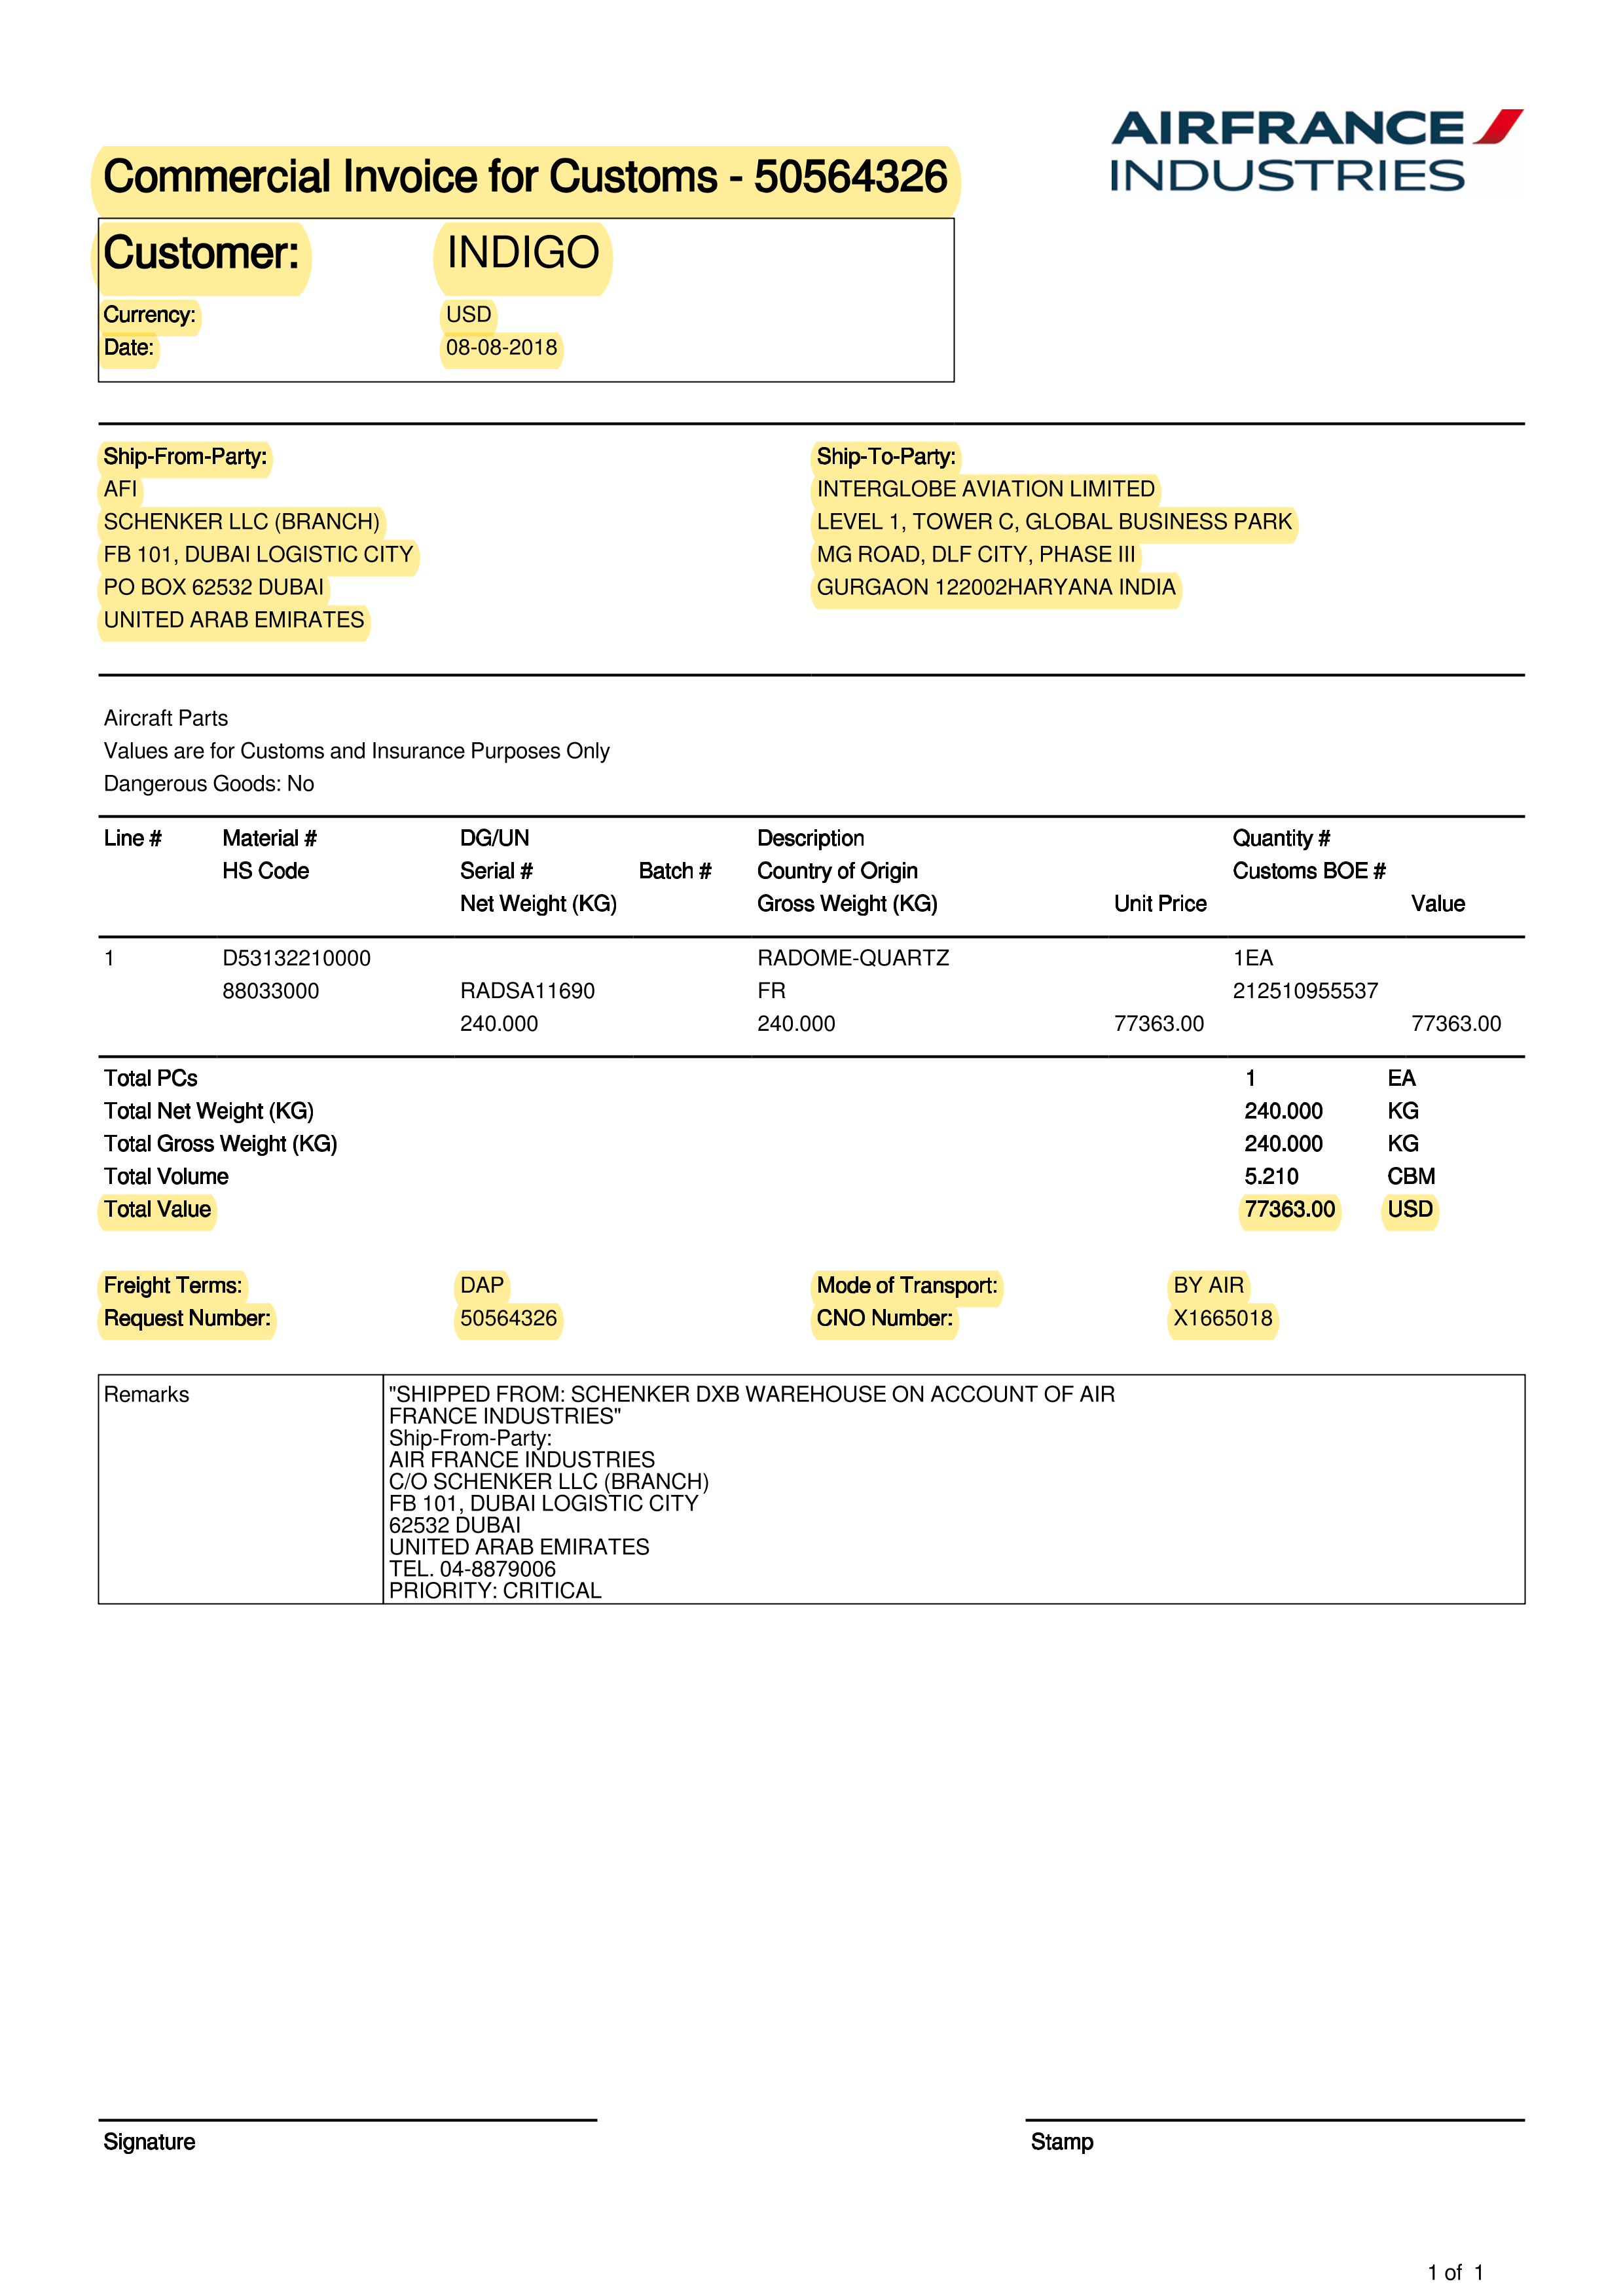 AIRFRANCE
INDUSTRIES
Commercial Invoice for Customs - 50564326
Customer: INDIGO
Currency: USD
Date: 08-08-2018
Ship-From-Party: Ship-To-Party:
AFI INTERGLOBE AVIATION LIMITED
SCHENKER LLC (BRANCH) LEVEL 1, TOWER C, GLOBAL BUSINESS PARK
FB 101, DUBAI LOGISTIC CITY MG ROAD, DLF CITY, PHASE III
PO BOX 62532 DUBAI GURGAON 122002HARYANA INDIA
UNITED ARAB EMIRATES
Aircraft Parts
Values are for Customs and Insurance Purposes Only
Dangerous Goods: No
Line # Material # DG/UN Description Quantity #
HS Code Serial # Batch # Country of Origin Customs BOE #
Net Weight (KG) Gross Weight (KG) Unit Price Value
1 D53132210000 RADOME-QUARTZ 1EA
88033000 RADSA11690 FR 212510955537
240.000 240.000 77363.00 77363.00
Total PCs 1 EA
Total Net Weight (KG) 240.000 KG
Total Gross Weight (KG) 240.000 KG
Total Volume 5.210 CBM
Total Value 77363.00 USD
Freight Terms: DAP Mode of Transport: BY AIR
Request Number: 50564326 CNO Number: X1665018
Remarks "SHIPPED FROM: SCHENKER DXB WAREHOUSE ON ACCOUNT OF AIR
FRANCE INDUSTRIES"
Ship-From-Party:
AIR FRANCE INDUSTRIES
C/O SCHENKER LLC (BRANCH)
FB 101, DUBAI LOGISTIC CITY
62532 DUBAI
UNITED ARAB EMIRATES
TEL. 04-8879006
PRIORITY: CRITICAL
Signature Stamp
1 of 1